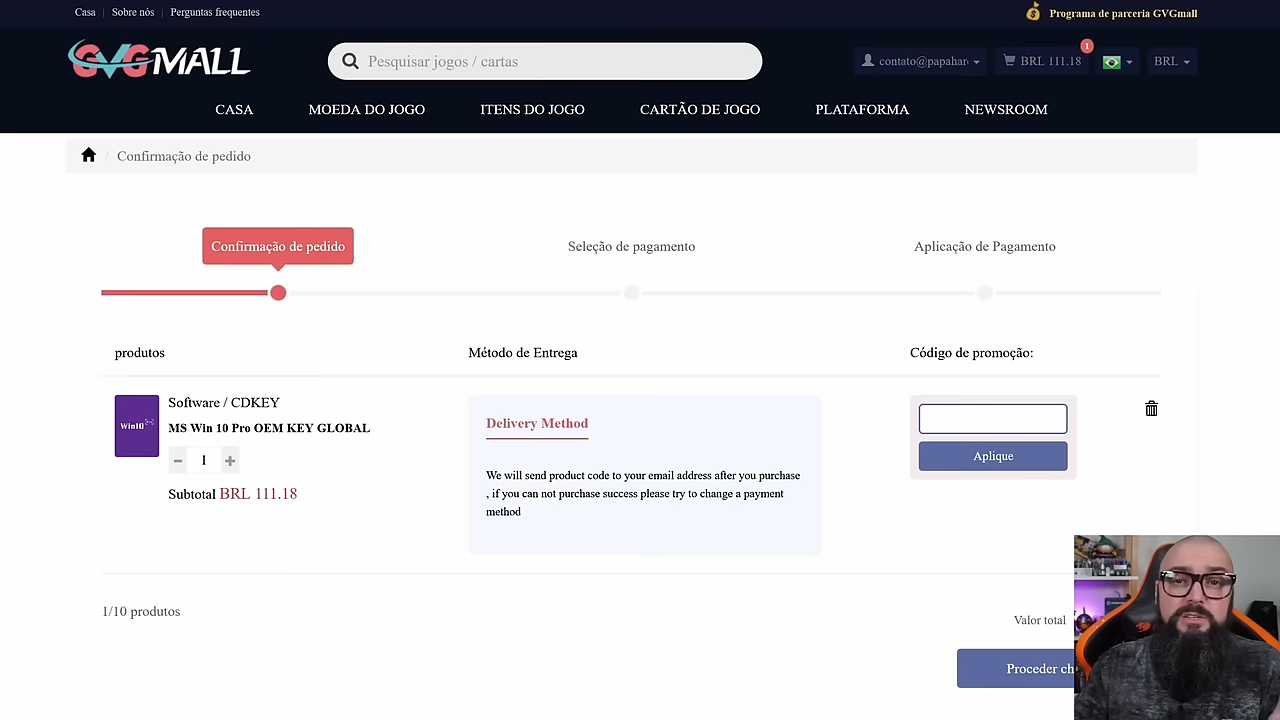 Casa | Sobre nós | Perguntas frequentes
Programa de parceria GVGmall
GVGMALL
Pesquisar jogos / cartas
contato@papahar
1
BRL 111.18
BRL
CASA
MOEDA DO JOGO
ITENS DO JOGO
CARTÃO DE JOGO
PLATAFORMA
NEWSROOM
/ Confirmação de pedido
Confirmação de pedido
Seleção de pagamento
Aplicação de Pagamento
produtos
Método de Entrega
Código de promoção:
Win10
Software / CDKEY
MS Win 10 Pro OEM KEY GLOBAL
− 1 +
Subtotal BRL 111.18
Delivery Method
We will send product code to your email address after you purchase
, if you can not purchase success please try to change a payment
method
Aplique
1/10 produtos
Valor total
Proceder ch